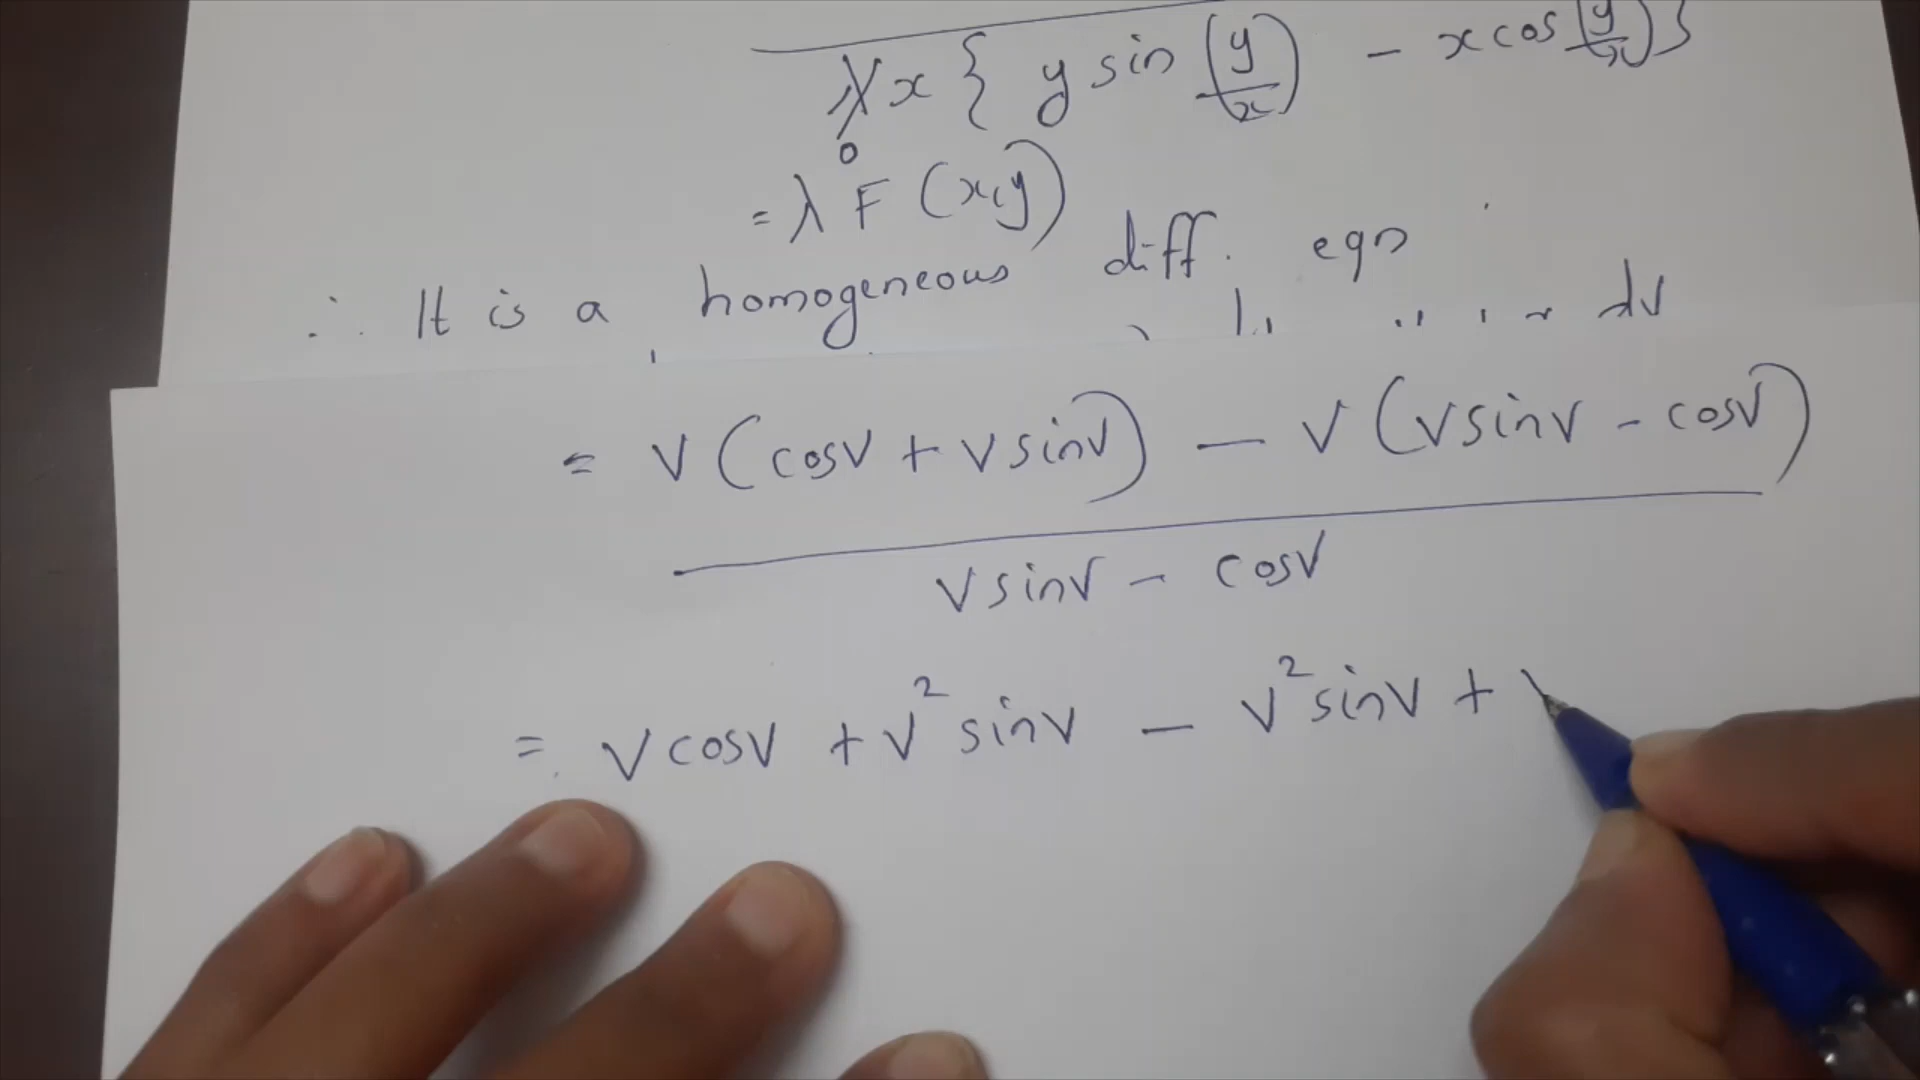 λx { y sin (y/x) - x cos (y/x) }
= λ⁰ F (x,y)
∴ It is a homogeneous diff. eqn
dv
= v (cosv + v sinv) - v (v sinv - cosv)
v sinv - cosv
= v cosv + v² sinv - v² sinv +